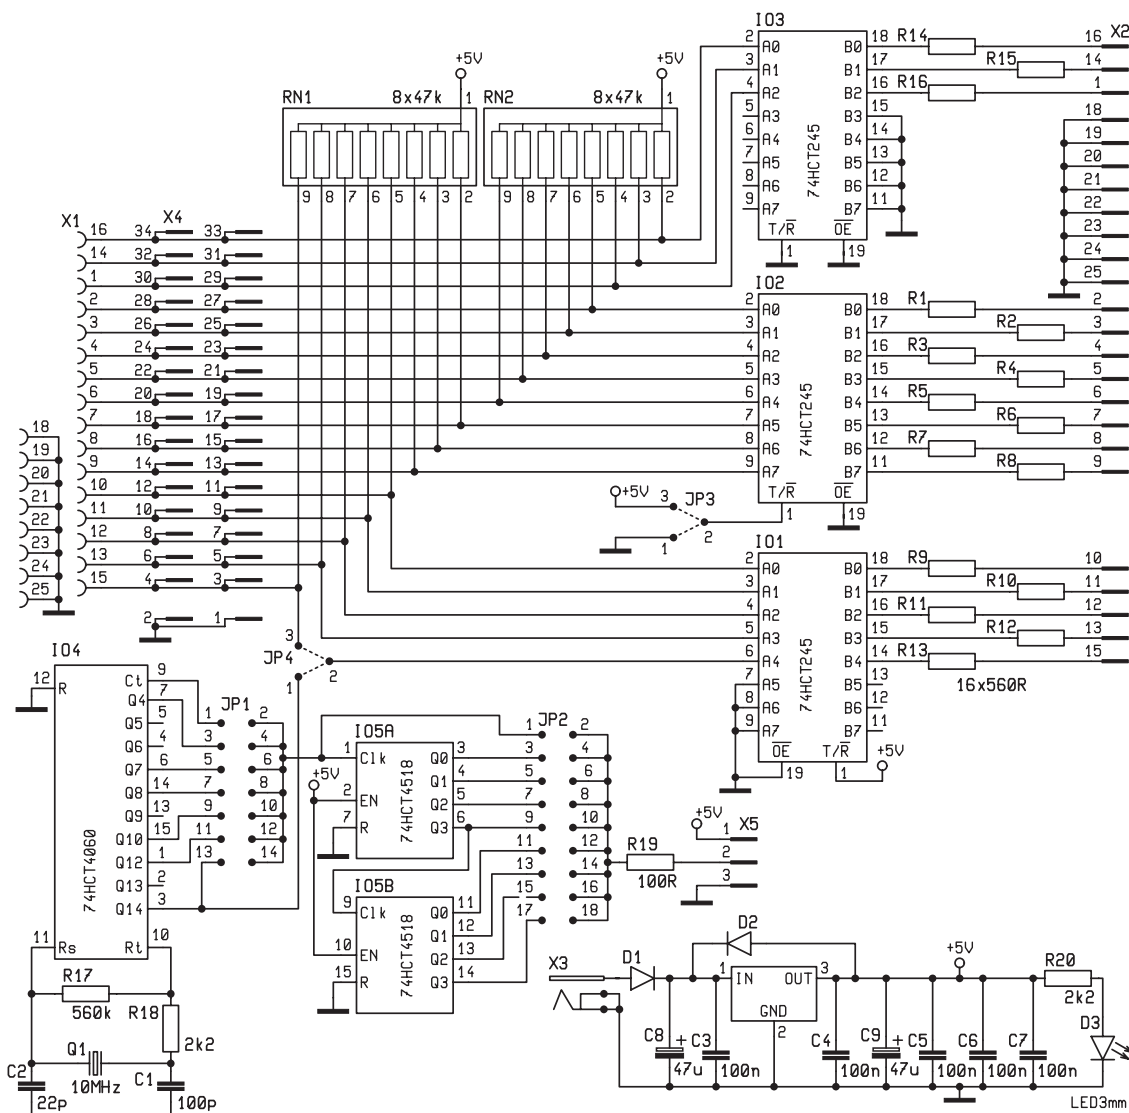 IO3
2 A0 B0 18 R14 16 X2
3 A1 B1 17 R15 14
4 A2 B2 16 R16 1
5 A3 B3 15
6 A4 B4 14
7 A5 B5 13
8 A6 B6 12
9 A7 B7 11
74HCT245
T/R OE
1 19
18
19
20
21
22
23
24
25
+5V +5V
RN1 8x47k 1 RN2 8x47k 1
9 8 7 6 5 4 3 2 9 8 7 6 5 4 3 2
X1 X4
16 34 33
14 32 31
1 30 29
2 28 27
3 26 25
4 24 23
5 22 21
6 20 19
7 18 17
8 16 15
9 14 13
10 12 11
11 10 9
12 8 7
13 6 5
15 4 3
2 1
18
19
20
21
22
23
24
25
IO2
2 A0 B0 18 R1 2
3 A1 B1 17 R2 3
4 A2 B2 16 R3 4
5 A3 B3 15 R4 5
6 A4 B4 14 R5 6
7 A5 B5 13 R6 7
8 A6 B6 12 R7 8
9 A7 B7 11 R8 9
74HCT245
T/R OE
1 19
+5V 3 JP3
1 2
IO1
2 A0 B0 18 R9 10
3 A1 B1 17 R10 11
4 A2 B2 16 R11 12
5 A3 B3 15 R12 13
6 A4 B4 14 R13 15
7 A5 B5 13
8 A6 B6 12
9 A7 B7 11
74HCT245
16x560R
OE T/R
19 1
+5V
3
JP4
1 2
IO4
12 R
Ct 9
Q4 7
Q5 5
Q6 4
Q7 6
Q8 14
Q9 13
Q10 15
Q12 1
Q13 2
Q14 3
74HCT4060
11 Rs Rt 10
JP1
1 2
3 4
5 6
7 8
9 10
11 12
13 14
IO5A
1 Clk Q0 3
Q1 4
2 EN Q2 5
7 R Q3 6
74HCT4518
+5V
IO5B
9 Clk Q0 11
Q1 12
10 EN Q2 13
15 R Q3 14
74HCT4518
JP2
1 2
3 4
5 6
7 8
9 10
11 12
13 14
15 16
17 18
R19
100R
+5V
1 X5
2
3
R17
560k
R18
2k2
Q1
10MHz
C2
22p
C1
100p
X3
D1
D2
1 IN OUT 3
GND
2
+5V
R20
2k2
D3
LED3mm
C8 + 47u
C3 100n
C4 100n
C9 + 47u
C5 100n
C6 100n
C7 100n